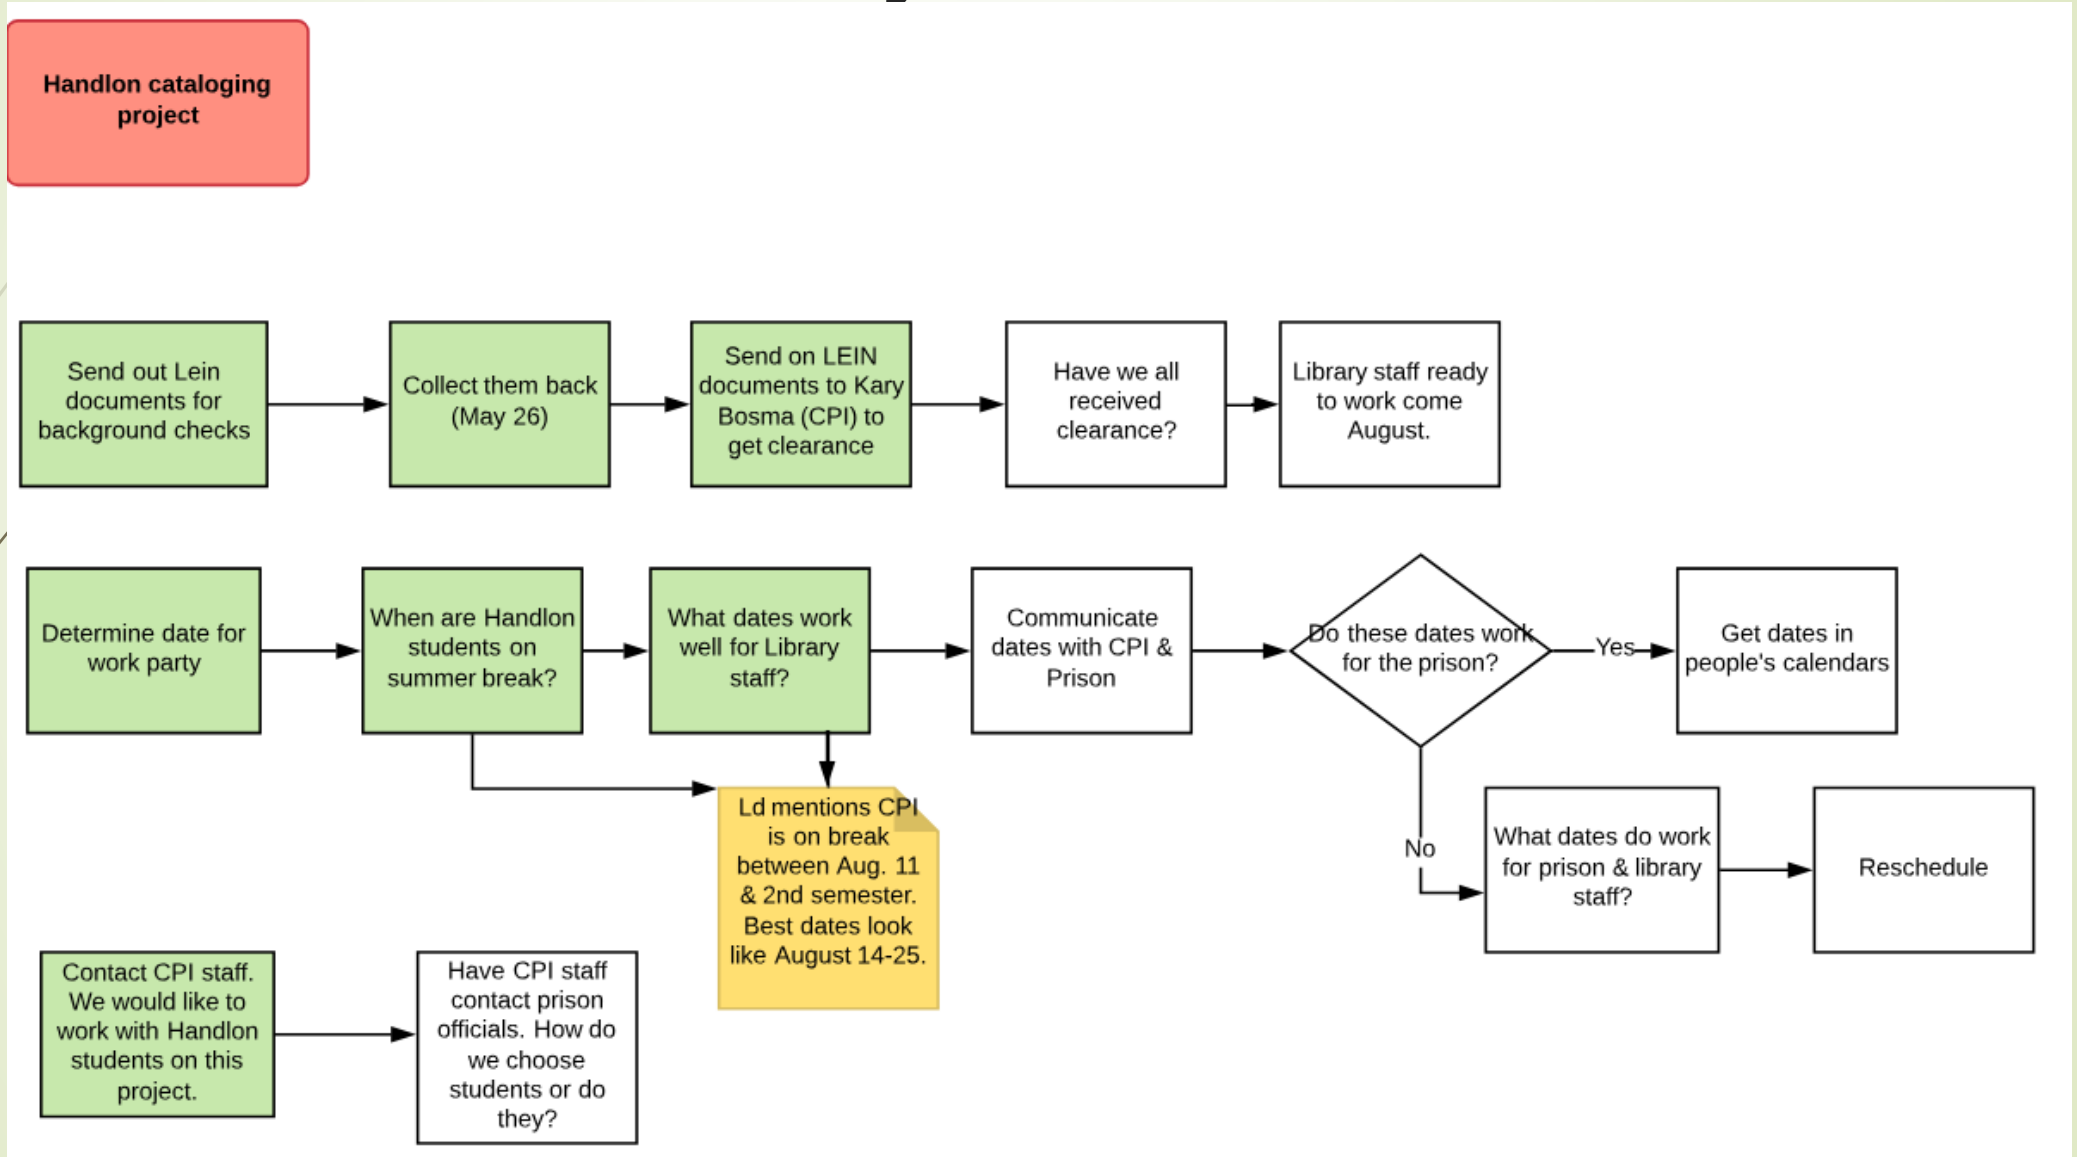 Handlon cataloging
project
Send out Lein
documents for
background checks
Collect them back
(May 26)
Send on LEIN
documents to Kary
Bosma (CPI) to
get clearance
Have we all
received
clearance?
Library staff ready
to work come
August.
Determine date for
work party
When are Handlon
students on
summer break?
What dates work
well for Library
staff?
Communicate
dates with CPI &
Prison
Do these dates work
for the prison?
Yes
Get dates in
people's calendars
Ld mentions CPI
is on break
between Aug. 11
& 2nd semester.
Best dates look
like August 14-25.
No
What dates do work
for prison & library
staff?
Reschedule
Contact CPI staff.
We would like to
work with Handlon
students on this
project.
Have CPI staff
contact prison
officials. How do
we choose
students or do
they?